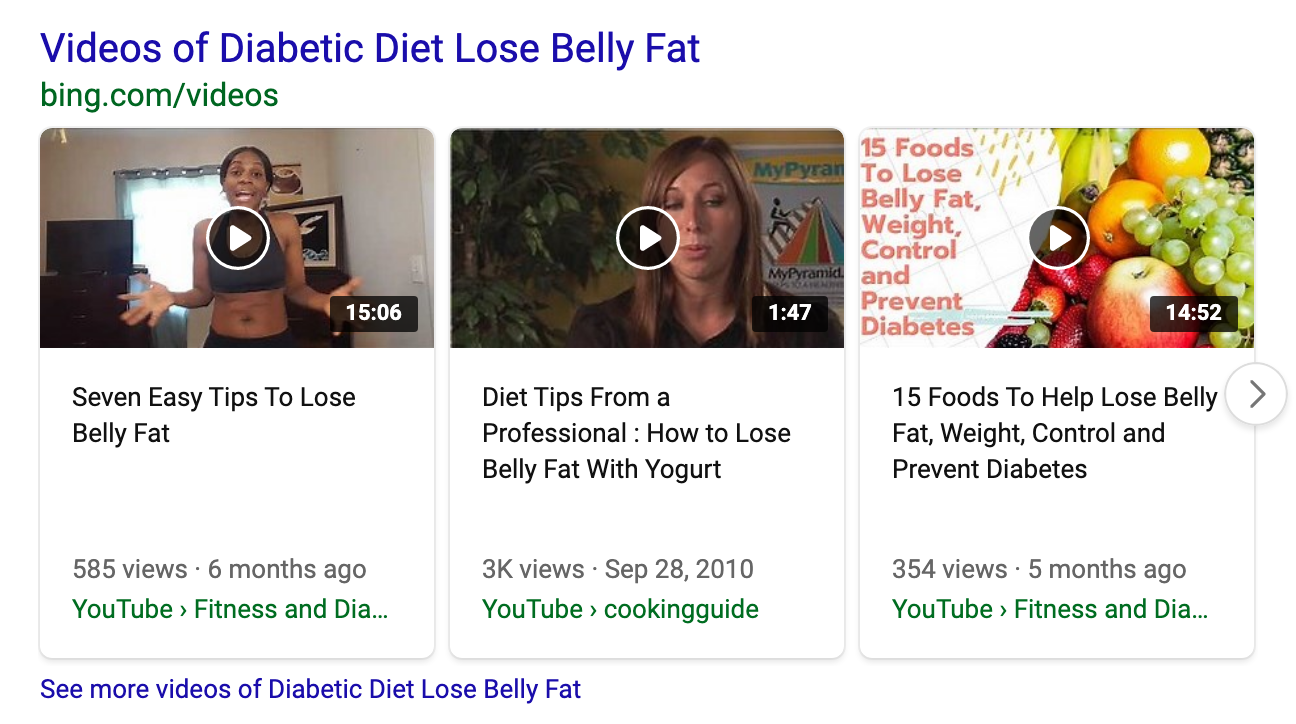 Videos of Diabetic Diet Lose Belly Fat
bing.com/videos
15:06
Seven Easy Tips To Lose
Belly Fat
585 views · 6 months ago
YouTube › Fitness and Dia...
MyPyram
MyPyramid.
1:47
Diet Tips From a
Professional : How to Lose
Belly Fat With Yogurt
3K views · Sep 28, 2010
YouTube › cookingguide
15 Foods
To Lose
Belly Fat,
Weight,
Control
and
Prevent
Diabetes
14:52
15 Foods To Help Lose Belly
Fat, Weight, Control and
Prevent Diabetes
354 views · 5 months ago
YouTube › Fitness and Dia...
See more videos of Diabetic Diet Lose Belly Fat